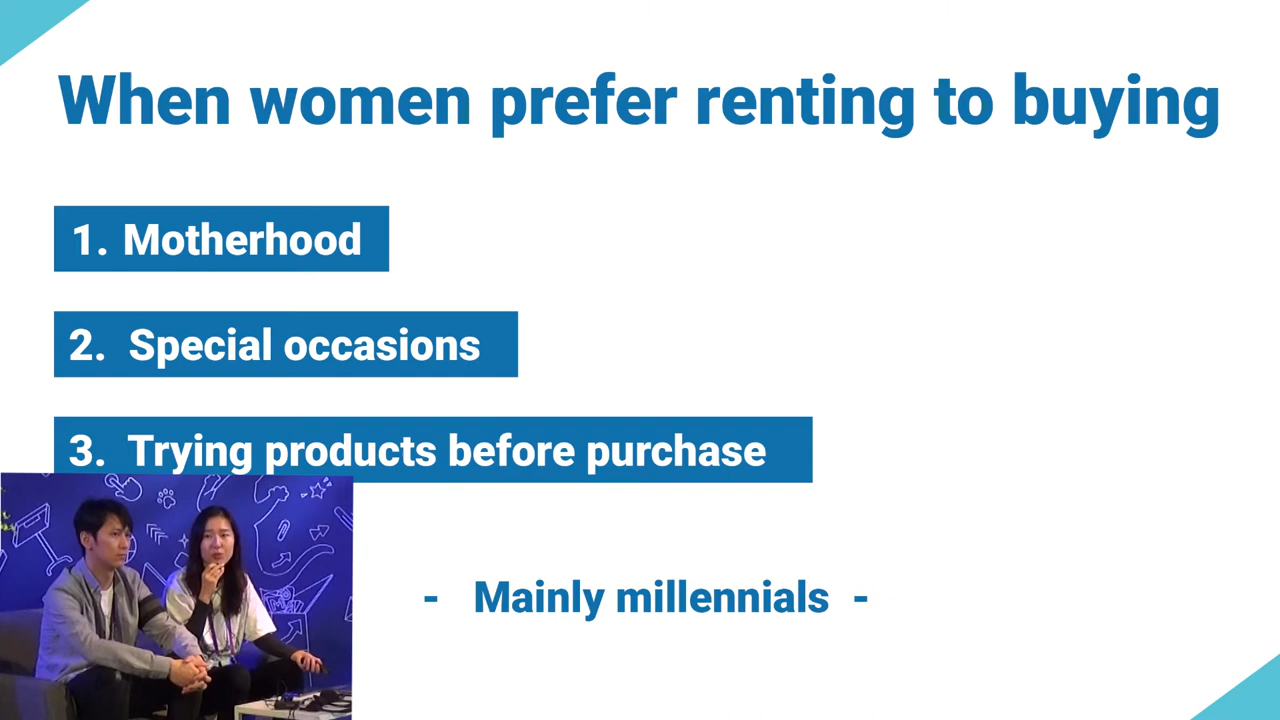 When women prefer renting to buying
1. Motherhood
2. Special occasions
3. Trying products before purchase
- Mainly millennials -